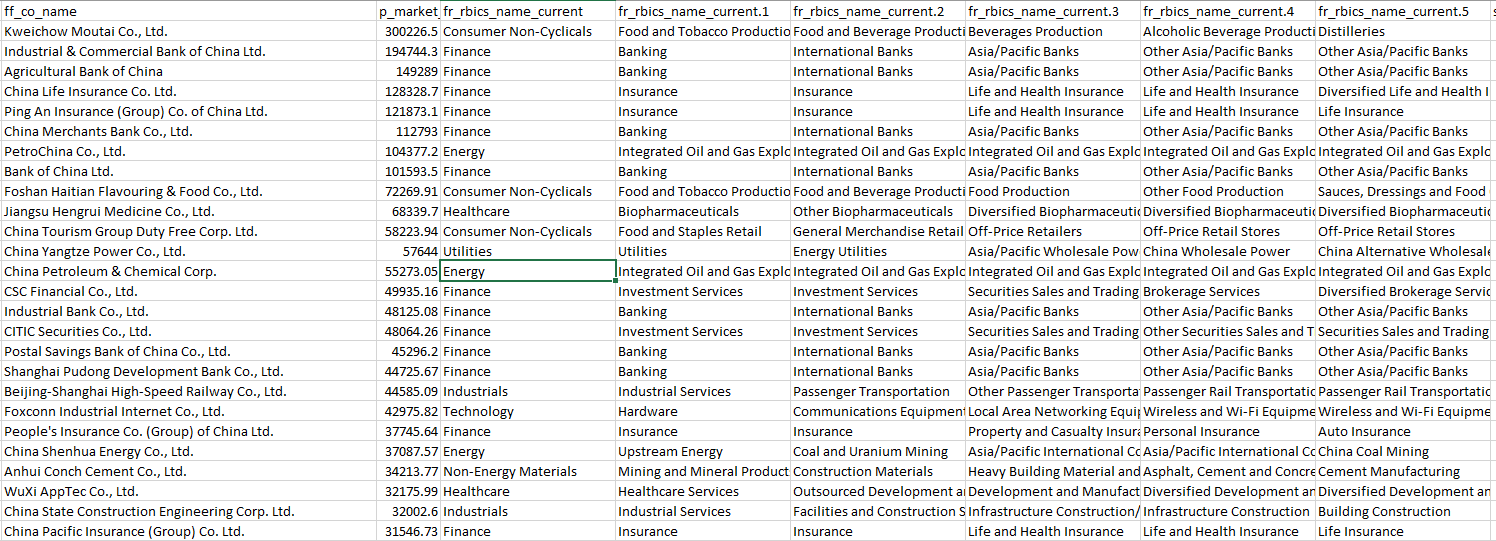 ff_co_name p_market_ fr_rbics_name_current fr_rbics_name_current.1 fr_rbics_name_current.2 fr_rbics_name_current.3 fr_rbics_name_current.4 fr_rbics_name_current.5
Kweichow Moutai Co., Ltd. 300226.5 Consumer Non-Cyclicals Food and Tobacco Productio Food and Beverage Producti Beverages Production Alcoholic Beverage Producti Distilleries
Industrial & Commercial Bank of China Ltd. 194744.3 Finance Banking International Banks Asia/Pacific Banks Other Asia/Pacific Banks Other Asia/Pacific Banks
Agricultural Bank of China 149289 Finance Banking International Banks Asia/Pacific Banks Other Asia/Pacific Banks Other Asia/Pacific Banks
China Life Insurance Co. Ltd. 128328.7 Finance Insurance Insurance Life and Health Insurance Life and Health Insurance Diversified Life and Health I
Ping An Insurance (Group) Co. of China Ltd. 121873.1 Finance Insurance Insurance Life and Health Insurance Life and Health Insurance Life Insurance
China Merchants Bank Co., Ltd. 112793 Finance Banking International Banks Asia/Pacific Banks Other Asia/Pacific Banks Other Asia/Pacific Banks
PetroChina Co., Ltd. 104377.2 Energy Integrated Oil and Gas Explo Integrated Oil and Gas Explo Integrated Oil and Gas Explo Integrated Oil and Gas Explo Integrated Oil and Gas Explo
Bank of China Ltd. 101593.5 Finance Banking International Banks Asia/Pacific Banks Other Asia/Pacific Banks Other Asia/Pacific Banks
Foshan Haitian Flavouring & Food Co., Ltd. 72269.91 Consumer Non-Cyclicals Food and Tobacco Productio Food and Beverage Producti Food Production Other Food Production Sauces, Dressings and Food
Jiangsu Hengrui Medicine Co., Ltd. 68339.7 Healthcare Biopharmaceuticals Other Biopharmaceuticals Diversified Biopharmaceutic Diversified Biopharmaceutic Diversified Biopharmaceutic
China Tourism Group Duty Free Corp. Ltd. 58223.94 Consumer Non-Cyclicals Food and Staples Retail General Merchandise Retail Off-Price Retailers Off-Price Retail Stores Off-Price Retail Stores
China Yangtze Power Co., Ltd. 57644 Utilities Utilities Energy Utilities Asia/Pacific Wholesale Pow China Wholesale Power China Alternative Wholesale
China Petroleum & Chemical Corp. 55273.05 Energy Integrated Oil and Gas Explo Integrated Oil and Gas Explo Integrated Oil and Gas Explo Integrated Oil and Gas Explo Integrated Oil and Gas Explo
CSC Financial Co., Ltd. 49935.16 Finance Investment Services Investment Services Securities Sales and Trading Brokerage Services Diversified Brokerage Servic
Industrial Bank Co., Ltd. 48125.08 Finance Banking International Banks Asia/Pacific Banks Other Asia/Pacific Banks Other Asia/Pacific Banks
CITIC Securities Co., Ltd. 48064.26 Finance Investment Services Investment Services Securities Sales and Trading Other Securities Sales and T Securities Sales and Trading
Postal Savings Bank of China Co., Ltd. 45296.2 Finance Banking International Banks Asia/Pacific Banks Other Asia/Pacific Banks Other Asia/Pacific Banks
Shanghai Pudong Development Bank Co., Ltd. 44725.67 Finance Banking International Banks Asia/Pacific Banks Other Asia/Pacific Banks Other Asia/Pacific Banks
Beijing-Shanghai High-Speed Railway Co., Ltd. 44585.09 Industrials Industrial Services Passenger Transportation Other Passenger Transporta Passenger Rail Transportatic Passenger Rail Transportatic
Foxconn Industrial Internet Co., Ltd. 42975.82 Technology Hardware Communications Equipment Local Area Networking Equip Wireless and Wi-Fi Equipme Wireless and Wi-Fi Equipme
People's Insurance Co. (Group) of China Ltd. 37745.64 Finance Insurance Insurance Property and Casualty Insura Personal Insurance Auto Insurance
China Shenhua Energy Co., Ltd. 37087.57 Energy Upstream Energy Coal and Uranium Mining Asia/Pacific International Co Asia/Pacific International Co China Coal Mining
Anhui Conch Cement Co., Ltd. 34213.77 Non-Energy Materials Mining and Mineral Product Construction Materials Heavy Building Material and Asphalt, Cement and Concre Cement Manufacturing
WuXi AppTec Co., Ltd. 32175.99 Healthcare Healthcare Services Outsourced Development an Development and Manufact Diversified Development an Diversified Development an
China State Construction Engineering Corp. Ltd. 32002.6 Industrials Industrial Services Facilities and Construction S Infrastructure Construction/ Infrastructure Construction Building Construction
China Pacific Insurance (Group) Co. Ltd. 31546.73 Finance Insurance Insurance Life and Health Insurance Life and Health Insurance Life Insurance